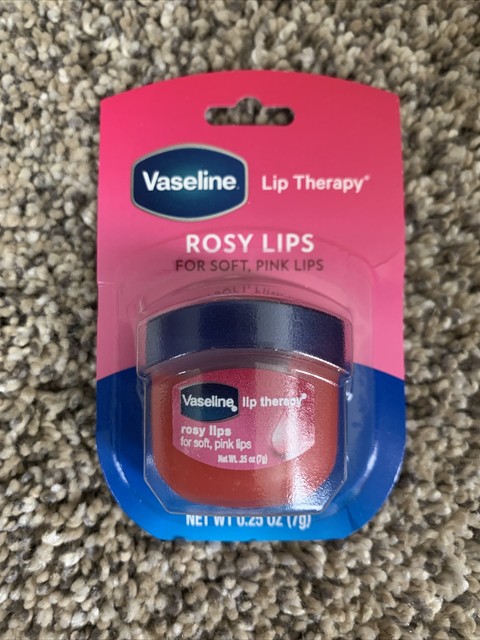 Vaseline. Lip Therapy®
ROSY LIPS
FOR SOFT, PINK LIPS
Vaseline® lip therapy®
rosy lips
for soft, pink lips
Net Wt. .25 oz (7g)
NET WT 0.25 OZ (7g)